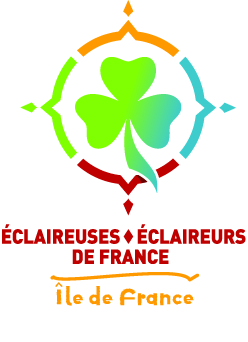 ÉCLAIREUSES ♦ ÉCLAIREURS
DE FRANCE
Île de France